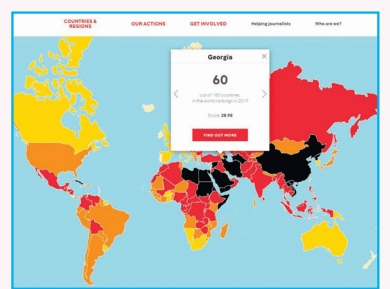 COUNTRIES & REGIONS OUR ACTIONS GET INVOLVED Helping journalists Who are we?
Georgia
60
out of 180 countries
in the world rankings in 2019
Score: 28,98
FIND OUT MORE